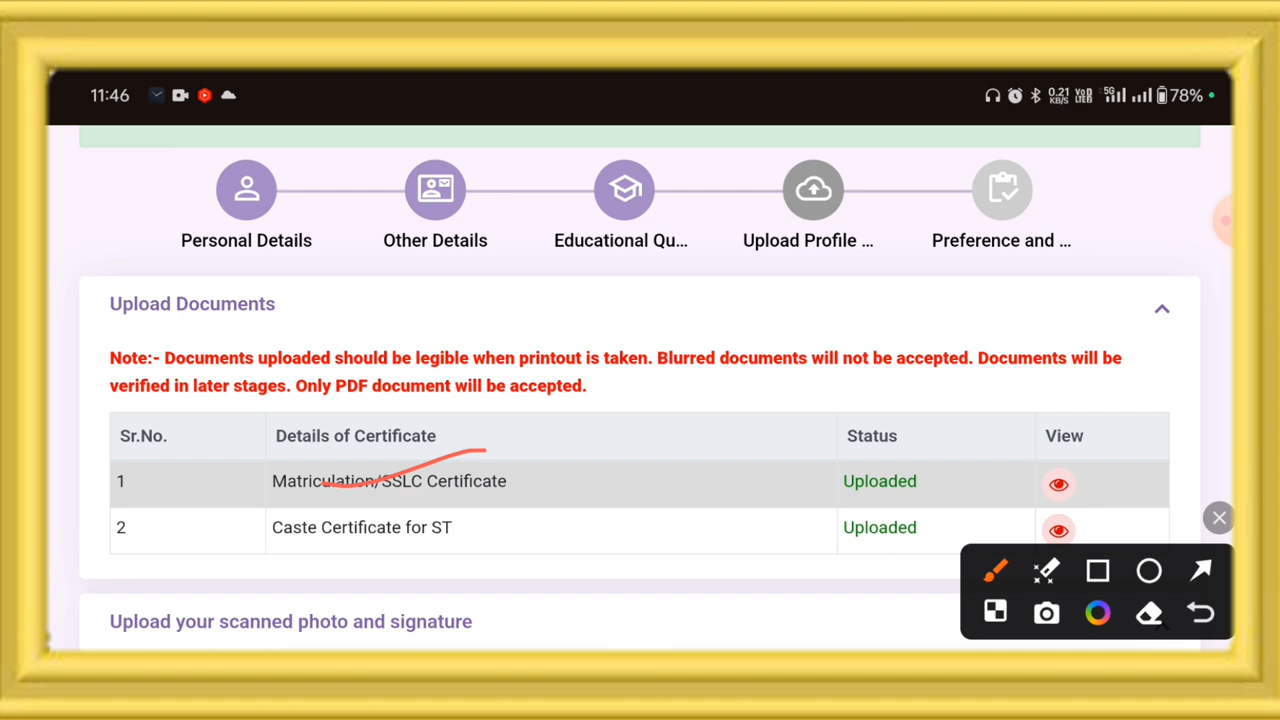 11:46 0.21 KB/S VoD LTE 5G 78%
Personal Details Other Details Educational Qu... Upload Profile ... Preference and ...
Upload Documents
Note:- Documents uploaded should be legible when printout is taken. Blurred documents will not be accepted. Documents will be
verified in later stages. Only PDF document will be accepted.
Sr.No. Details of Certificate Status View
1 Matriculation/SSLC Certificate Uploaded
2 Caste Certificate for ST Uploaded
Upload your scanned photo and signature